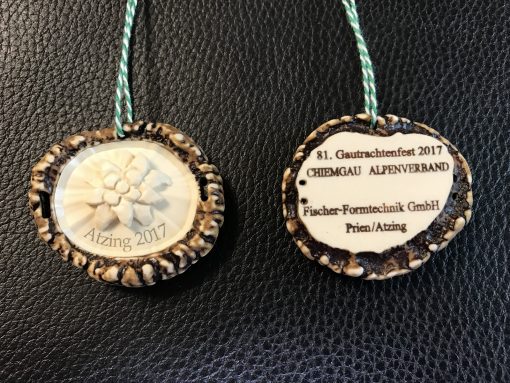 Atzing 2017
81. Gautrachtenfest 2017
CHIEMGAU ALPENVERBAND
Fischer-Formtechnik GmbH
Prien/Atzing